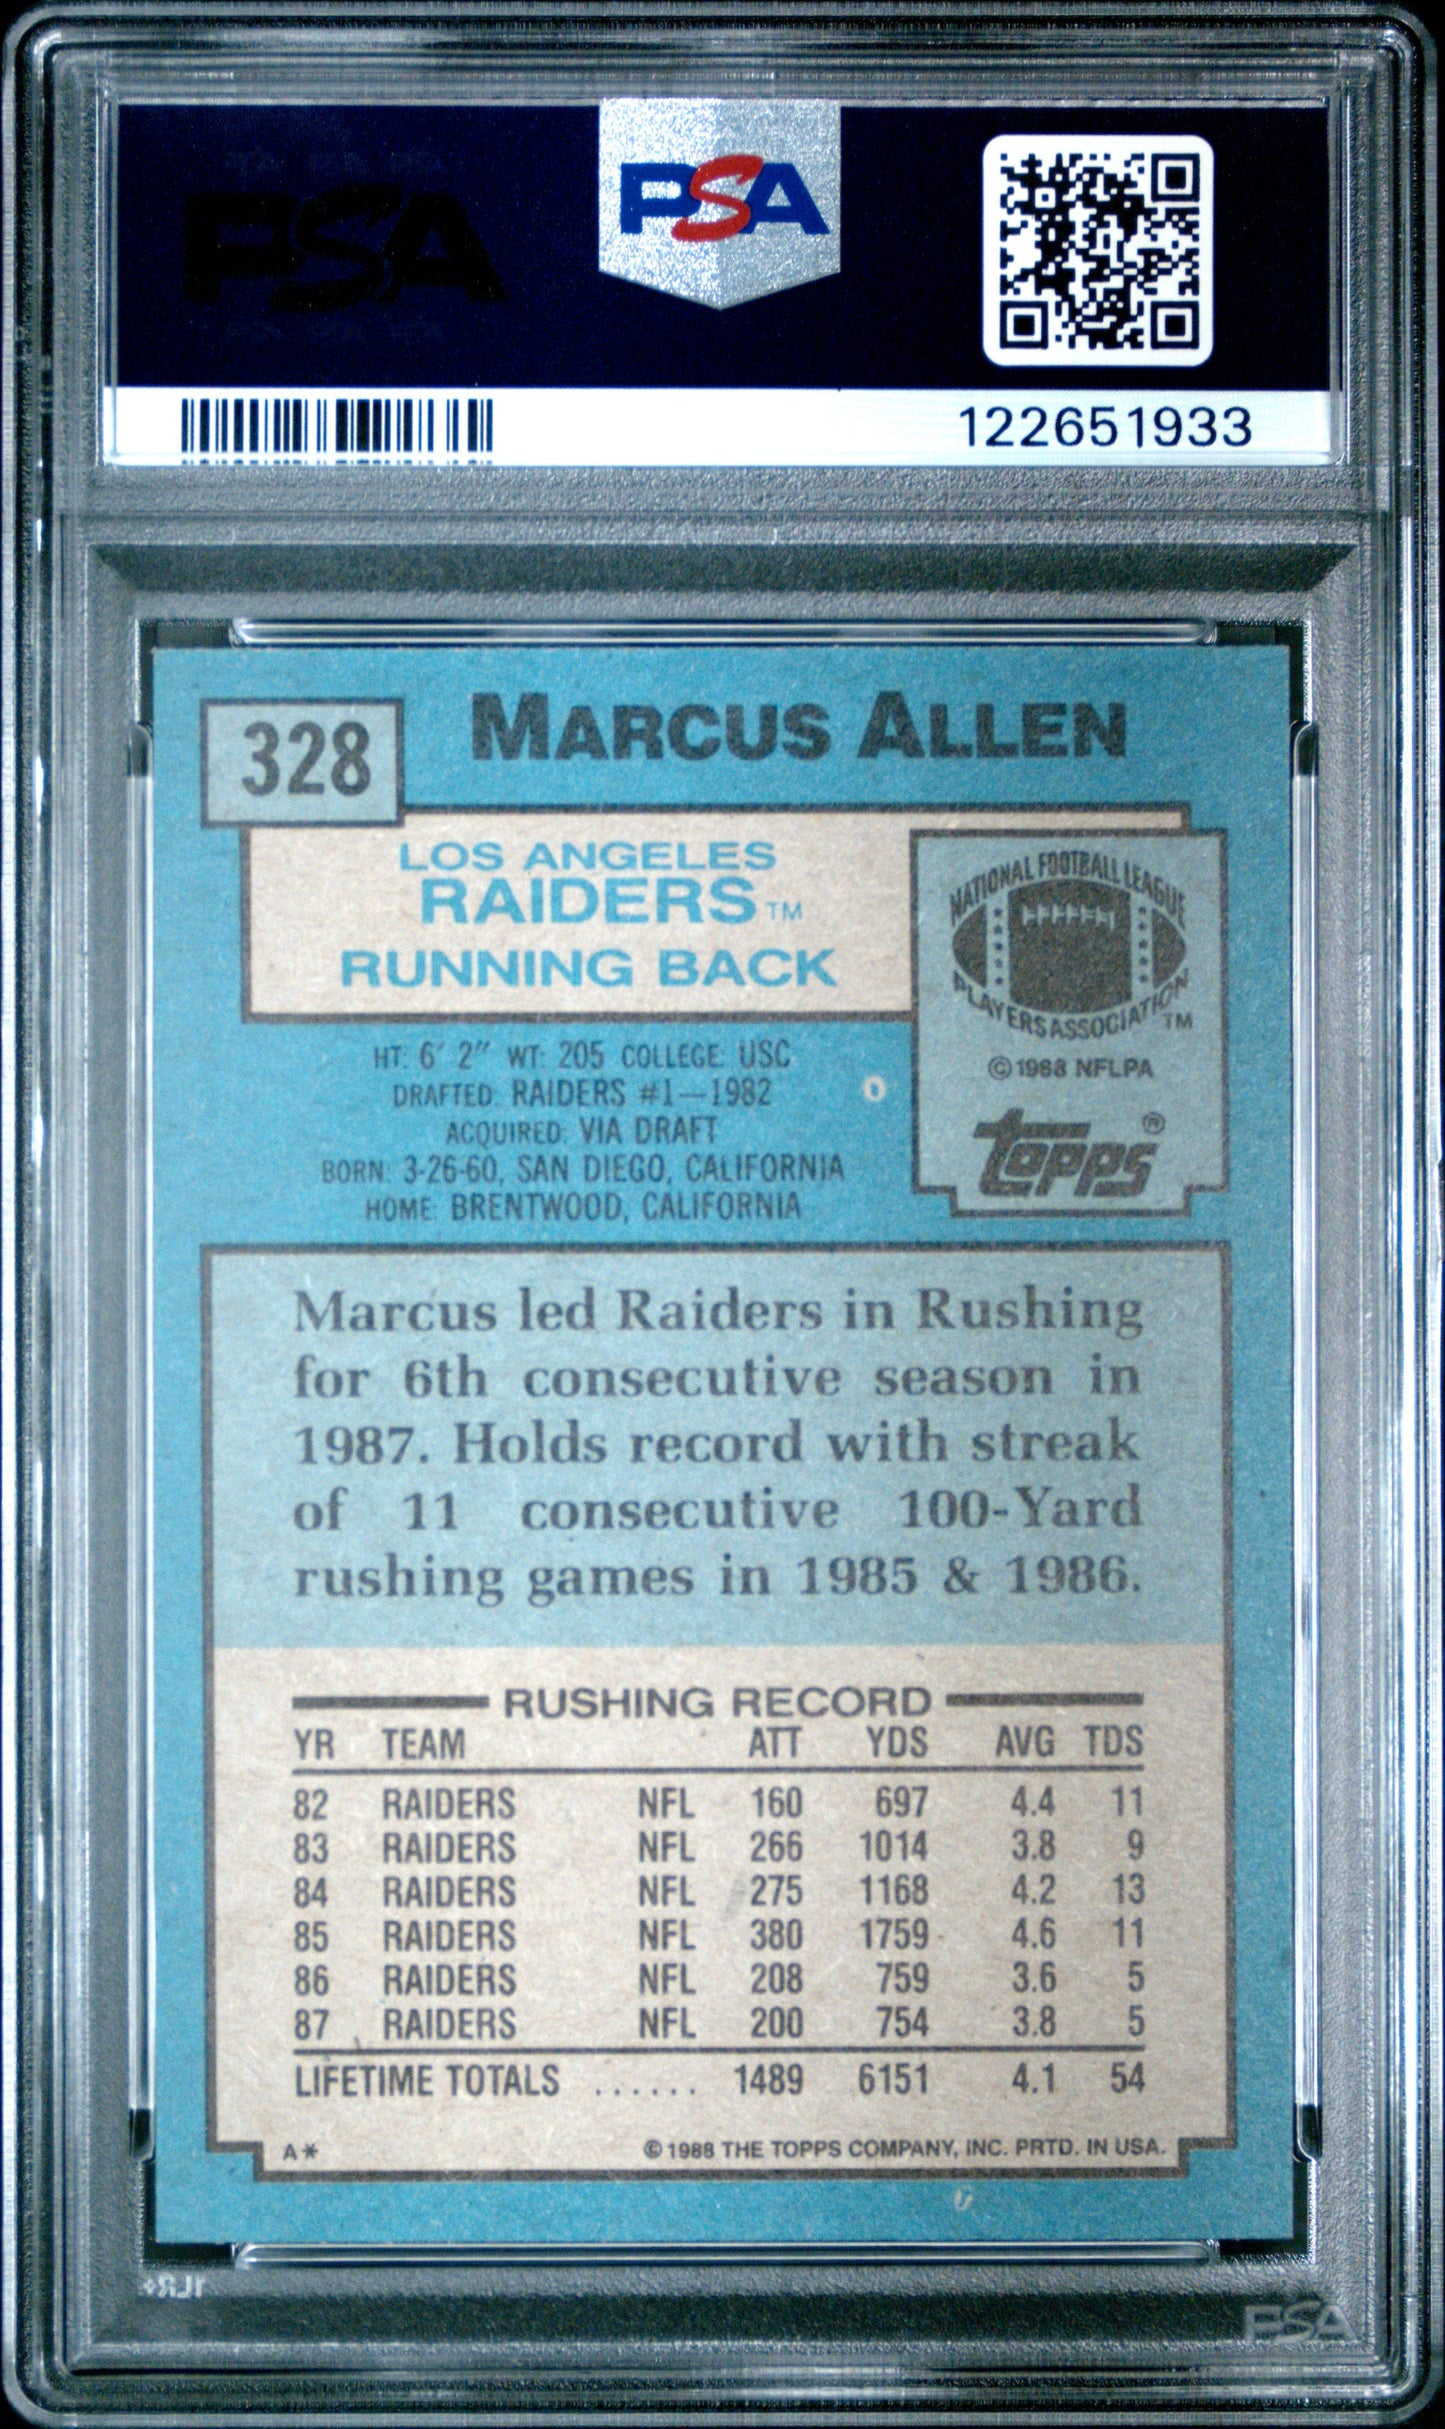 PSA
PSA
122651933
328
MARCUS ALLEN
LOS ANGELES
RAIDERS TM
RUNNING BACK
NATIONAL FOOTBALL LEAGUE
PLAYERS ASSOCIATION TM
©1988 NFLPA
topps®
HT: 6' 2" WT: 205 COLLEGE: USC
DRAFTED: RAIDERS #1—1982
ACQUIRED: VIA DRAFT
BORN: 3-26-60, SAN DIEGO, CALIFORNIA
HOME: BRENTWOOD, CALIFORNIA
Marcus led Raiders in Rushing
for 6th consecutive season in
1987. Holds record with streak
of 11 consecutive 100-Yard
rushing games in 1985 & 1986.
RUSHING RECORD
YR TEAM ATT YDS AVG TDS
82 RAIDERS NFL 160 697 4.4 11
83 RAIDERS NFL 266 1014 3.8 9
84 RAIDERS NFL 275 1168 4.2 13
85 RAIDERS NFL 380 1759 4.6 11
86 RAIDERS NFL 208 759 3.6 5
87 RAIDERS NFL 200 754 3.8 5
LIFETIME TOTALS ...... 1489 6151 4.1 54
A* ©1988 THE TOPPS COMPANY, INC. PRTD. IN USA.
PSA